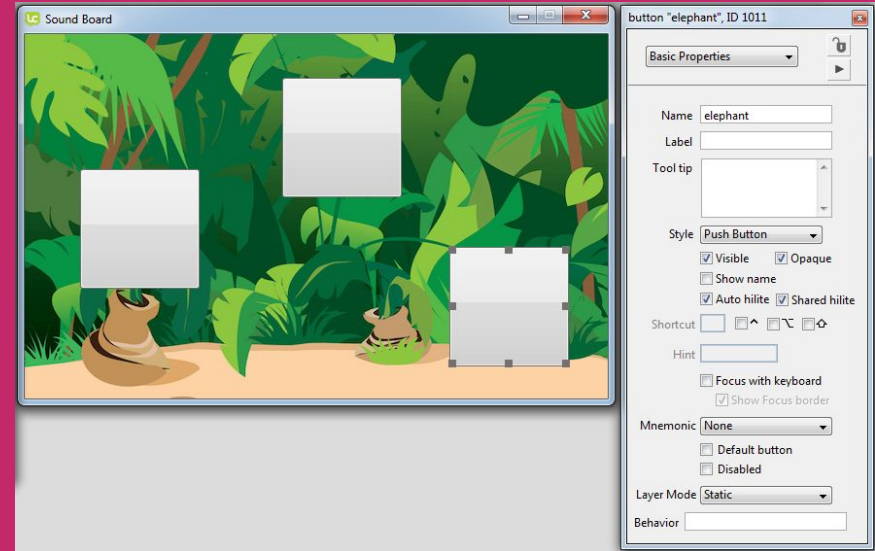 LC Sound Board
button "elephant", ID 1011
Basic Properties
Name elephant
Label
Tool tip
Style Push Button
Visible Opaque
Show name
Auto hilite Shared hilite
Shortcut
Hint
Focus with keyboard
Show Focus border
Mnemonic None
Default button
Disabled
Layer Mode Static
Behavior